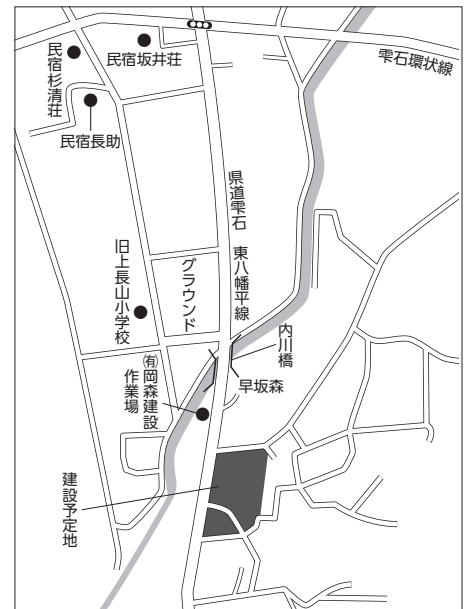 雫石環状線
民宿坂井荘
民宿杉清荘
民宿長助
県道雫石
東八幡平線
グラウンド
旧上長山小学校
内川橋
早坂森
㈲岡森建設
作業場
建設予定地